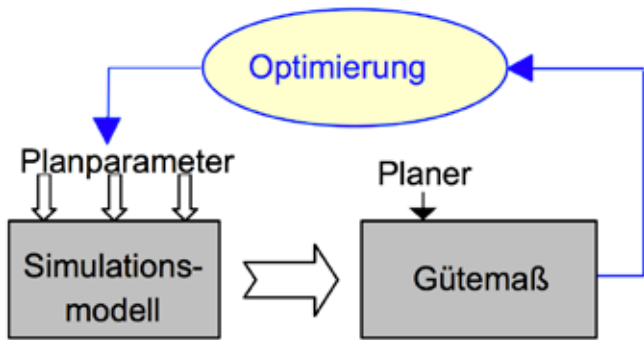 Optimierung
Planparameter
Planer
Simulations-
modell
Gütemaß